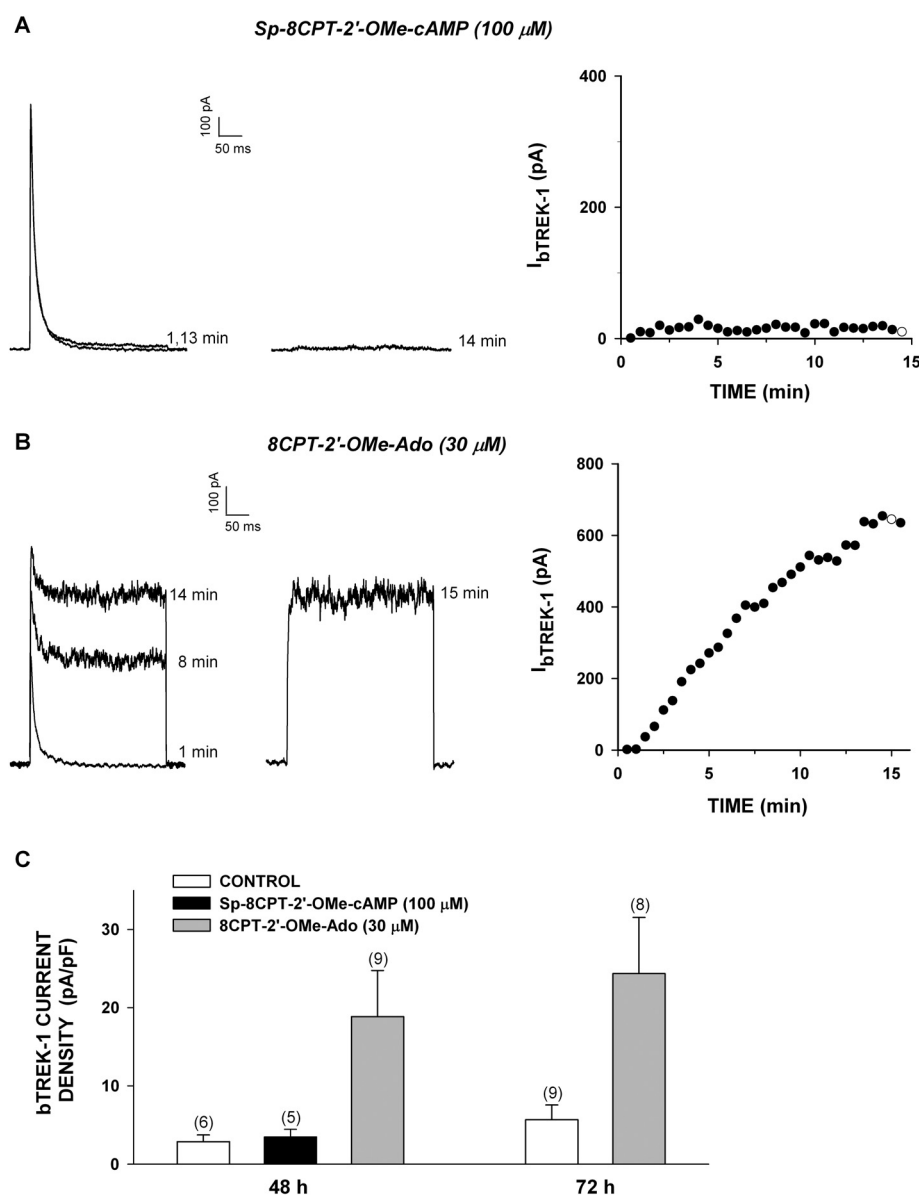 A
Sp-8CPT-2'-OMe-cAMP (100 μM)
100 pA
50 ms
1,13 min
14 min
I_bTREK-1 (pA)
400
200
0
0 5 10 15
TIME (min)
B
8CPT-2'-OMe-Ado (30 μM)
100 pA
50 ms
14 min
8 min
1 min
15 min
I_bTREK-1 (pA)
800
600
400
200
0
0 5 10 15
TIME (min)
C
CONTROL
Sp-8CPT-2'-OMe-cAMP (100 μM)
8CPT-2'-OMe-Ado (30 μM)
bTREK-1 CURRENT
DENSITY (pA/pF)
30
20
10
0
(6) (5) (9) (9) (8)
48 h 72 h